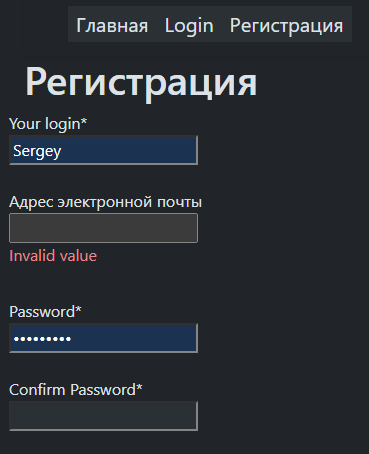 Главная Login Регистрация
Регистрация
Your login*
Sergey
Адрес электронной почты
Invalid value
Password*
•••••••••
Confirm Password*